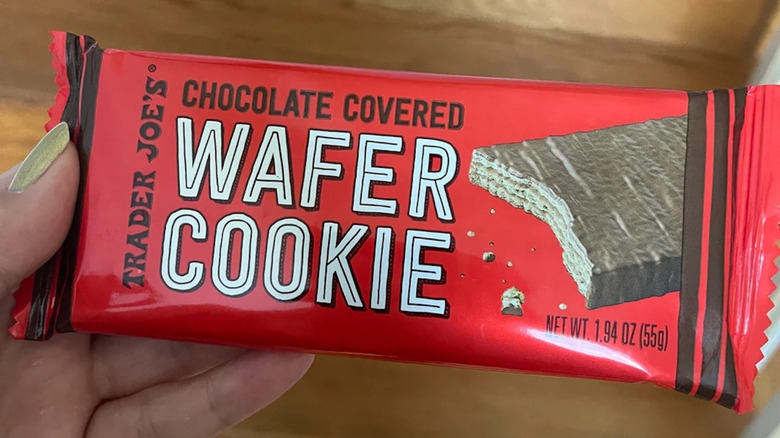 TRADER JOE'S®
CHOCOLATE COVERED
WAFER
COOKIE
NET WT. 1.94 OZ (55g)